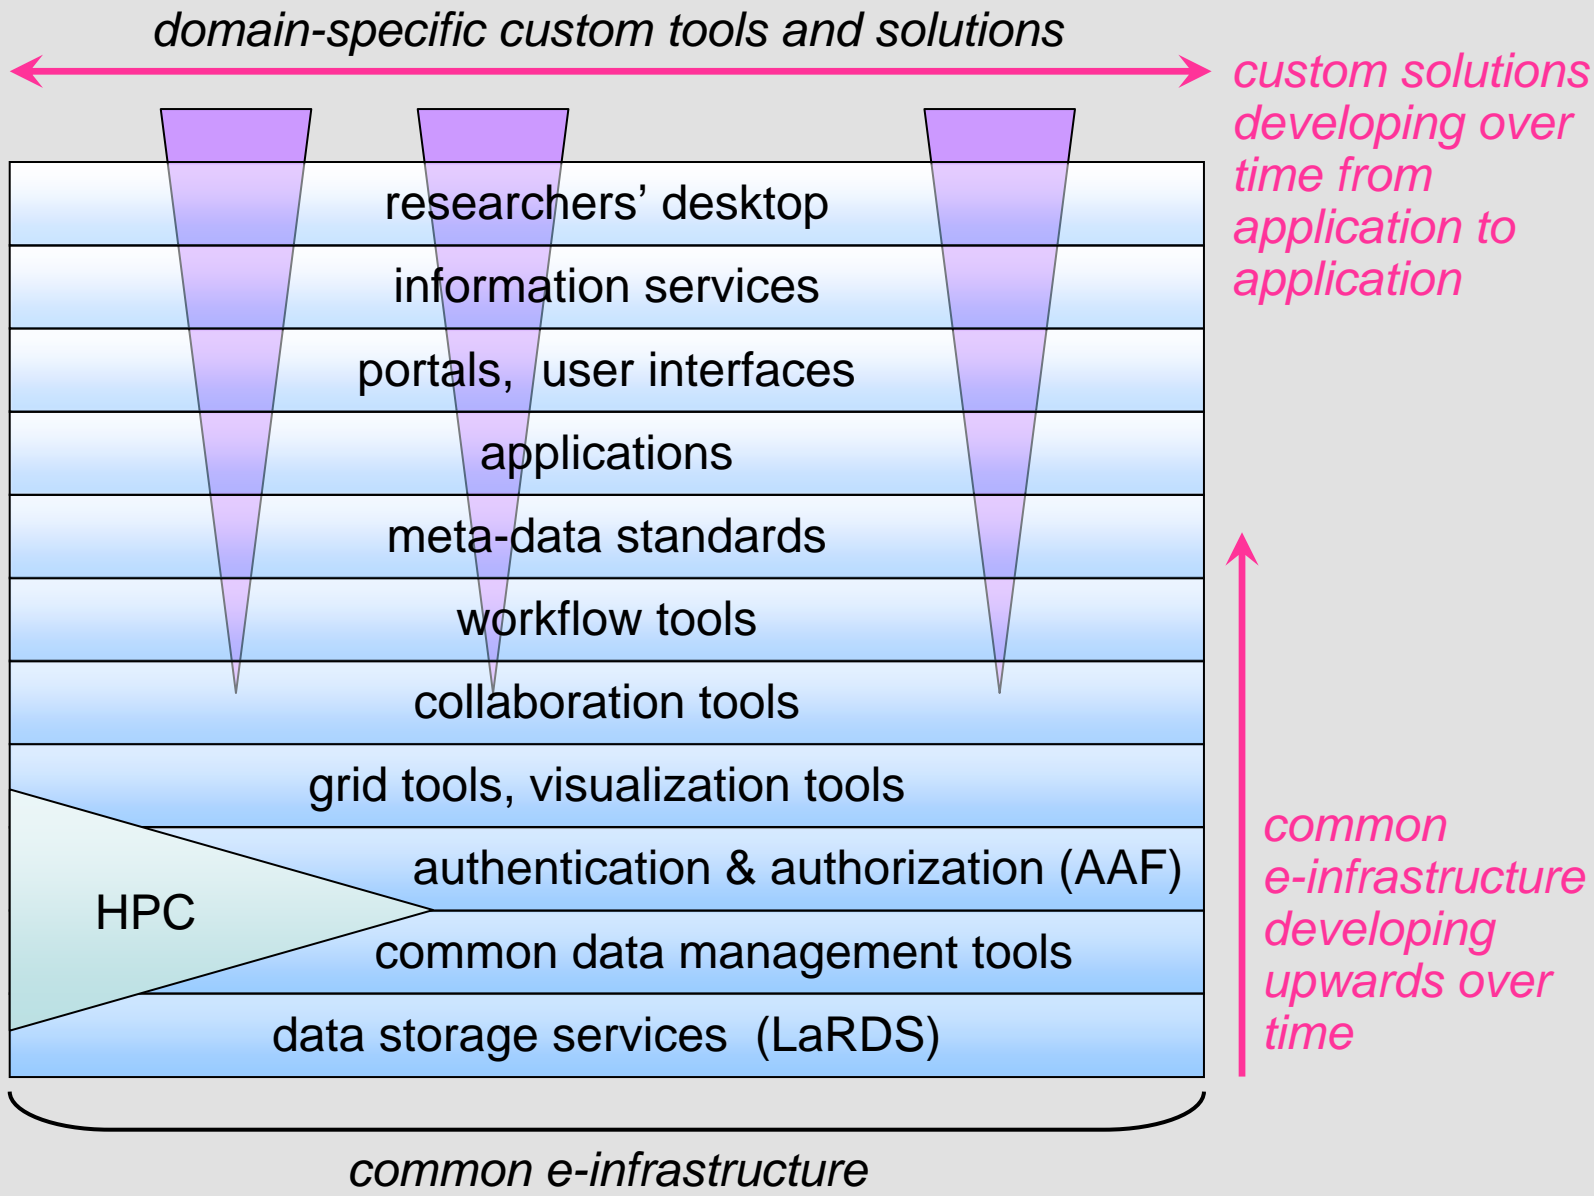 domain-specific custom tools and solutions
custom solutions
developing over
time from
application to
application
researchers’ desktop
information services
portals,  user interfaces
applications
meta-data standards
workflow tools
collaboration tools
grid tools, visualization tools
authentication & authorization (AAF)
HPC
common data management tools
data storage services  (LaRDS)
common
e-infrastructure
developing
upwards over
time
common e-infrastructure